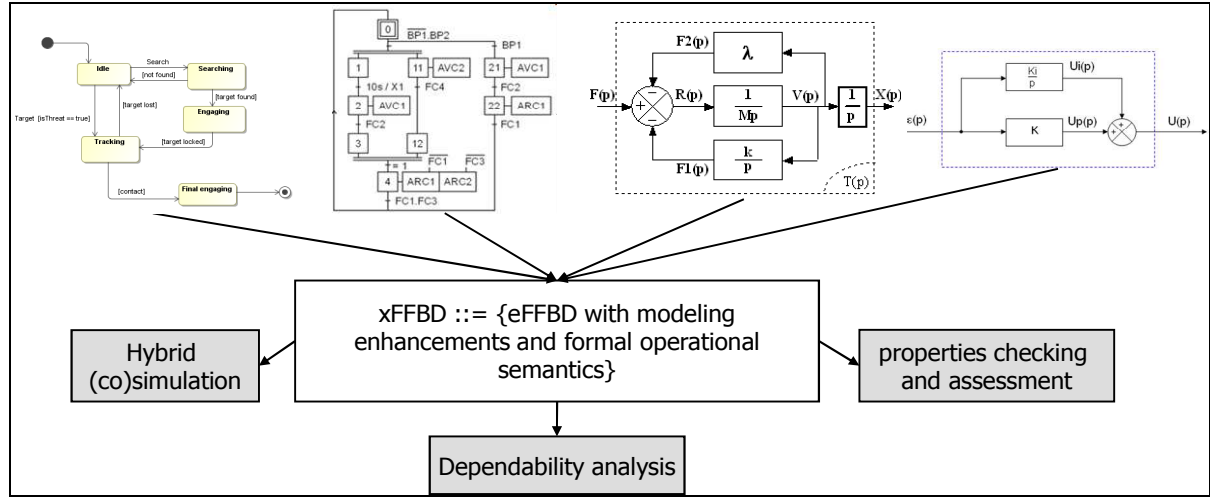 Idle
Search
[not found]
Searching
[target lost]
[target found]
Engaging
Target [isThreat == true]
[target locked]
Tracking
[contact]
Final engaging
0
BP1.BP2
BP1
1
11
AVC2
21
AVC1
10s / X1
FC4
FC2
2
AVC1
22
ARC1
FC2
FC1
3
12
= 1
FC1
FC3
4
ARC1
ARC2
FC1.FC3
F2(p)
λ
F(p)
R(p)
1
Mp
V(p)
1
p
X(p)
F1(p)
k
p
T(p)
Ki
p
Ui(p)
ε(p)
K
Up(p)
U(p)
xFFBD ::= {eFFBD with modeling
enhancements and formal operational
semantics}
Hybrid
(co)simulation
properties checking
and assessment
Dependability analysis